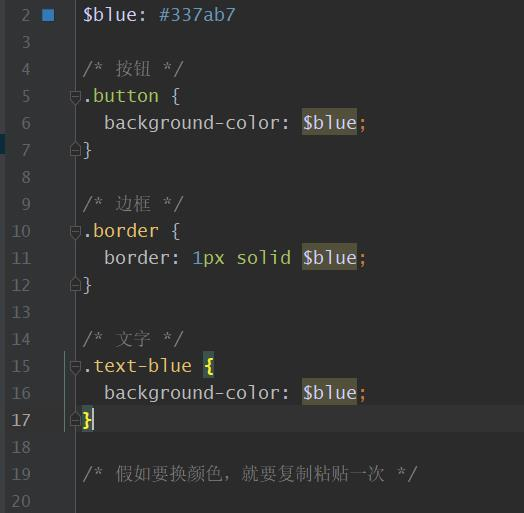 2 $blue: #337ab7
3
4 /* 按钮 */
5 .button {
6 background-color: $blue;
7 }
8
9 /* 边框 */
10 .border {
11 border: 1px solid $blue;
12 }
13
14 /* 文字 */
15 .text-blue {
16 background-color: $blue;
17 }
18
19 /* 假如要换颜色，就要复制粘贴一次 */
20